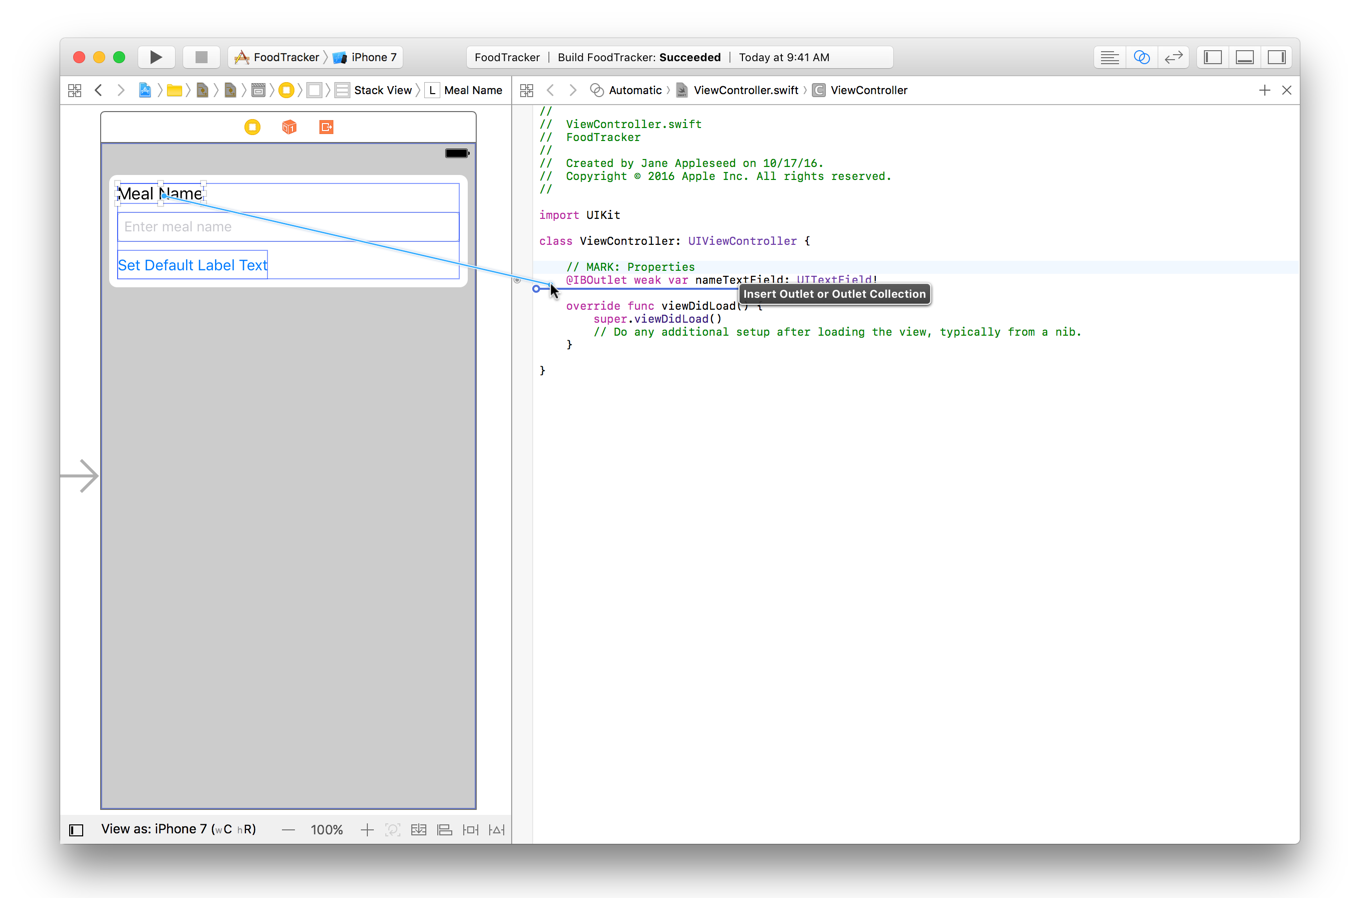 FoodTracker iPhone 7
FoodTracker | Build FoodTracker: Succeeded | Today at 9:41 AM
Stack View L Meal Name
Automatic ViewController.swift C ViewController
Meal Name
Enter meal name
Set Default Label Text
//
// ViewController.swift
// FoodTracker
//
// Created by Jane Appleseed on 10/17/16.
// Copyright © 2016 Apple Inc. All rights reserved.
//
import UIKit
class ViewController: UIViewController {
// MARK: Properties
@IBOutlet weak var nameTextField: UITextField!
Insert Outlet or Outlet Collection
override func viewDidLoad() {
super.viewDidLoad()
// Do any additional setup after loading the view, typically from a nib.
}
}
View as: iPhone 7 (wC hR) — 100% +